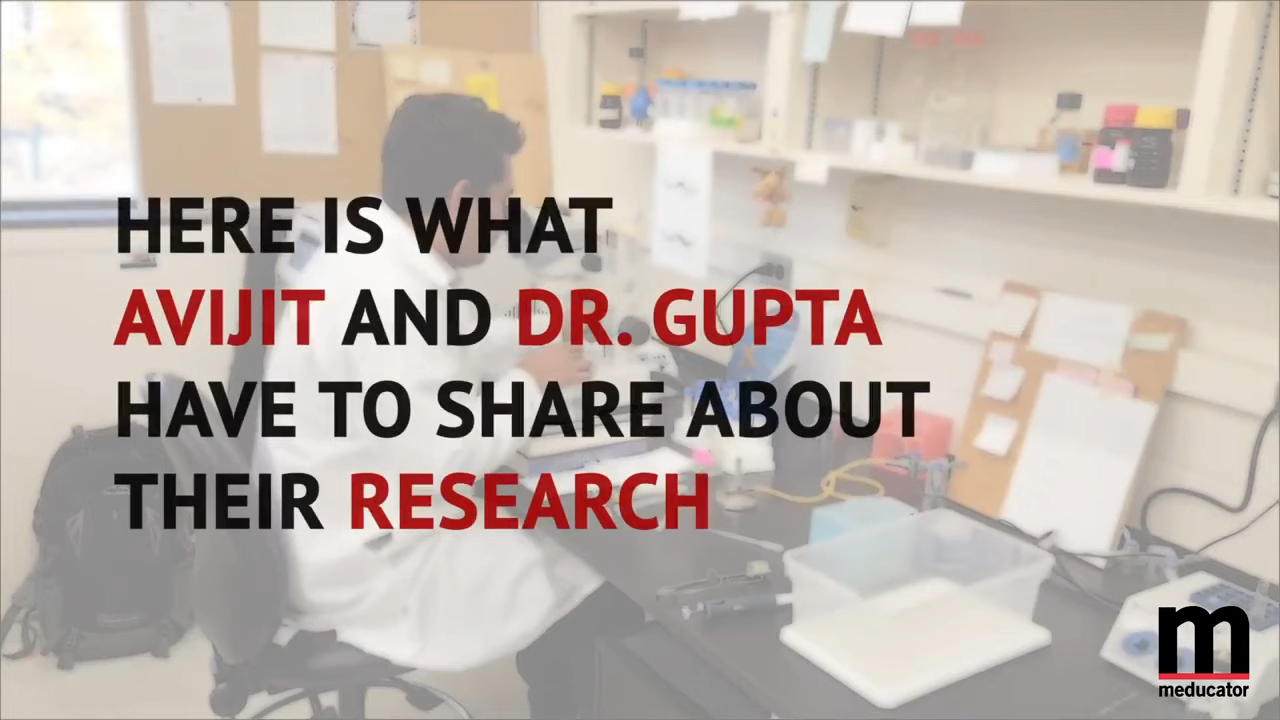 HERE IS WHAT
AVIJIT AND DR. GUPTA
HAVE TO SHARE ABOUT
THEIR RESEARCH
m
meducator